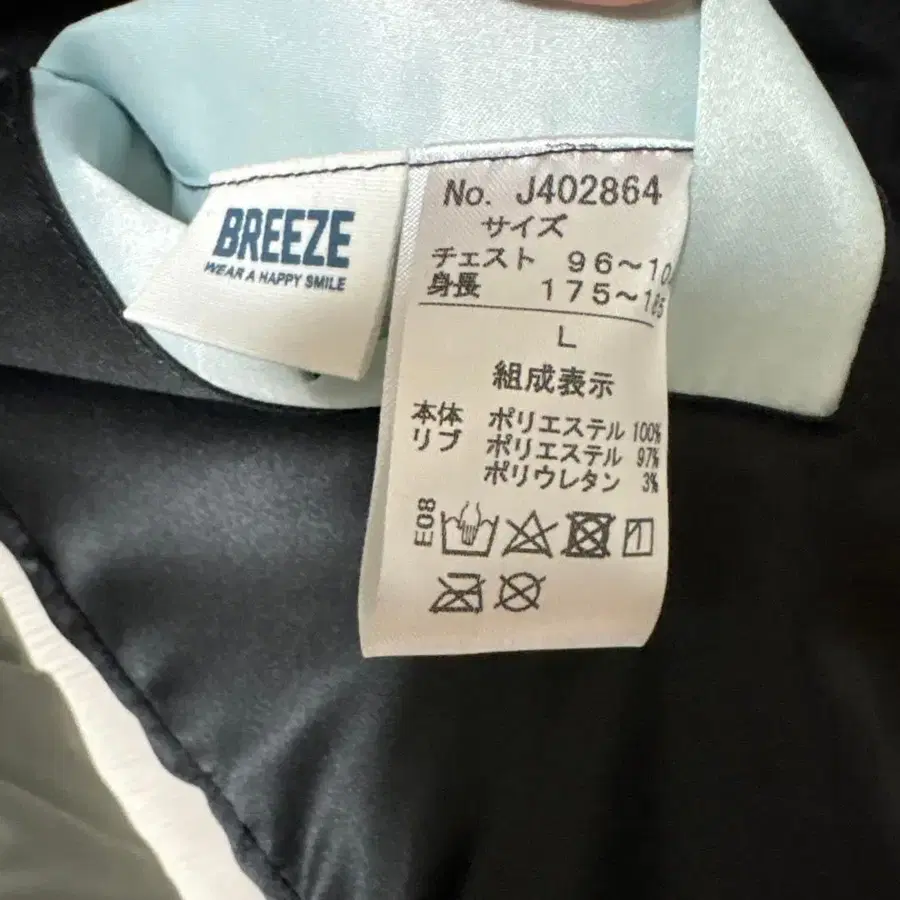 BREEZE
WEAR A HAPPY SMILE
No. J402864
サイズ
チェスト 96～10
身長 175～185
L
組成表示
本体 ポリエステル 100%
リブ ポリエステル 97%
ポリウレタン 3%
E08